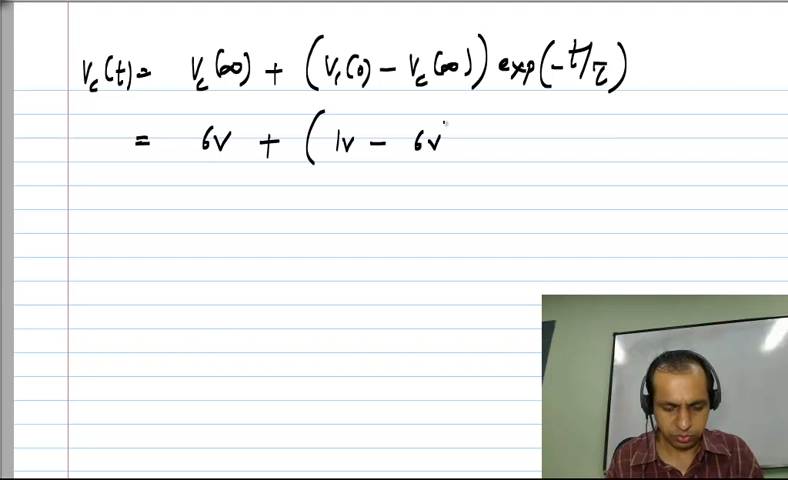 Vc(t) = Vc(∞) + (Vc(0) − Vc(∞)) exp(−t/τ)
= 6V + ( 1V − 6V